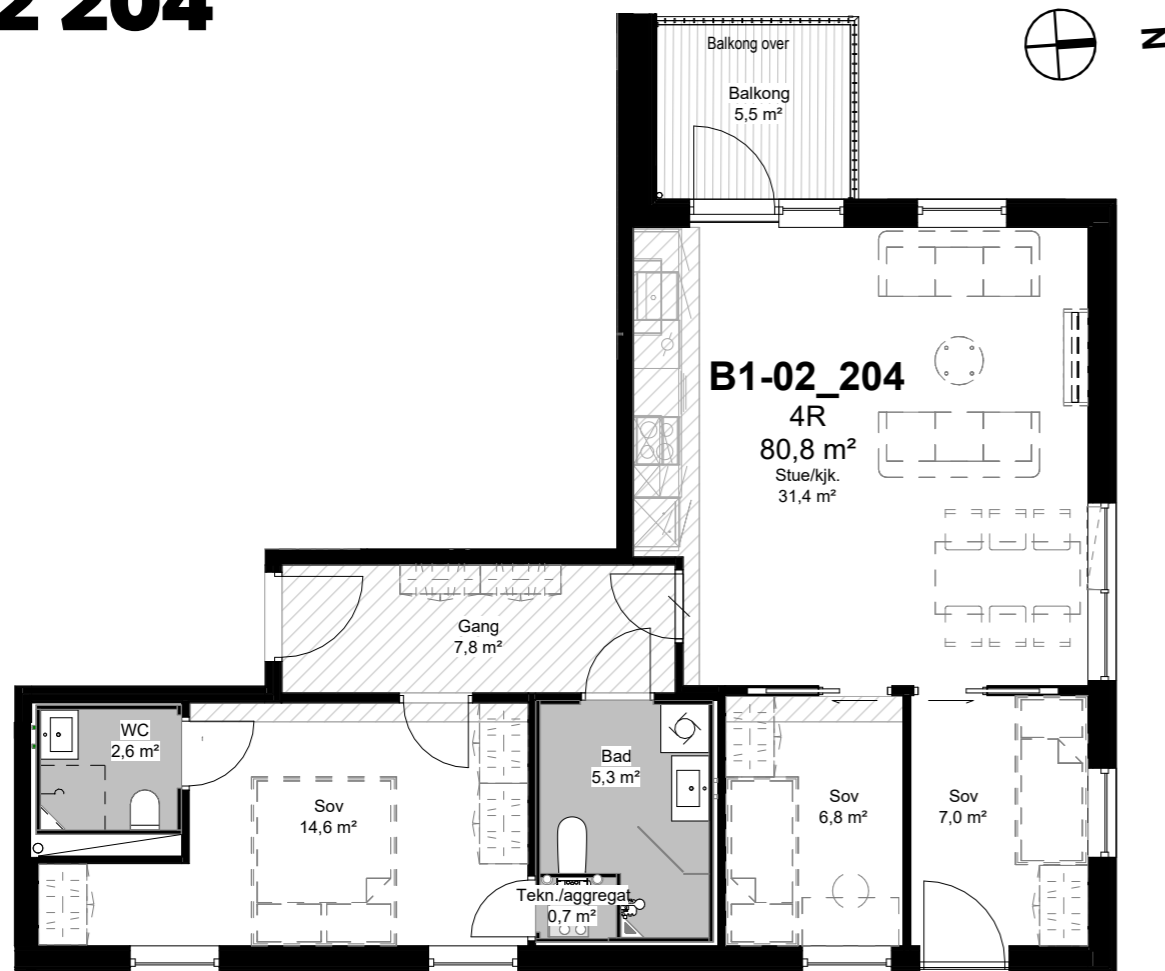 2 204
N
Balkong over
Balkong
5,5 m²
B1-02_204
4R
80,8 m²
Stue/kjk.
31,4 m²
Gang
7,8 m²
WC
2,6 m²
Sov
14,6 m²
Bad
5,3 m²
Tekn./aggregat
0,7 m²
Sov
6,8 m²
Sov
7,0 m²